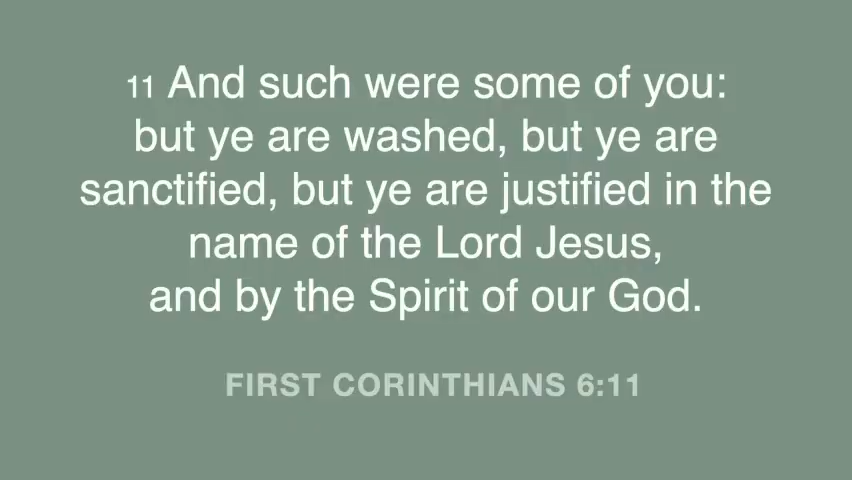 11 And such were some of you:
but ye are washed, but ye are
sanctified, but ye are justified in the
name of the Lord Jesus,
and by the Spirit of our God.
FIRST CORINTHIANS 6:11